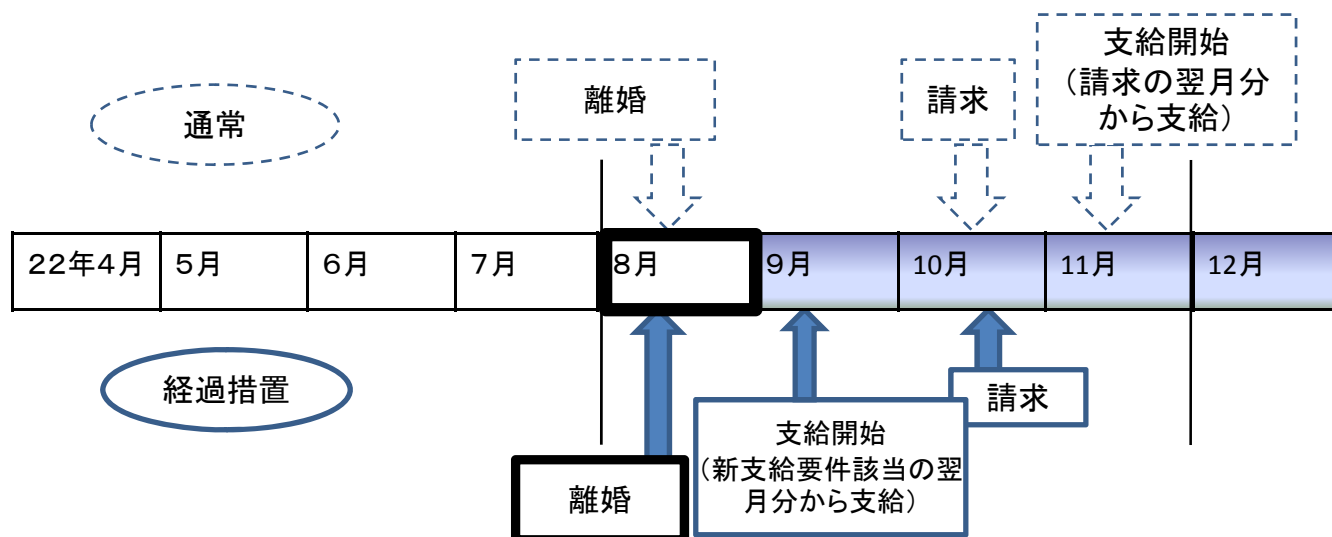 通常
離婚
請求
支給開始
(請求の翌月分
から支給)
22年4月
5月
6月
7月
8月
9月
10月
11月
12月
経過措置
離婚
支給開始
(新支給要件該当の翌
月分から支給)
請求